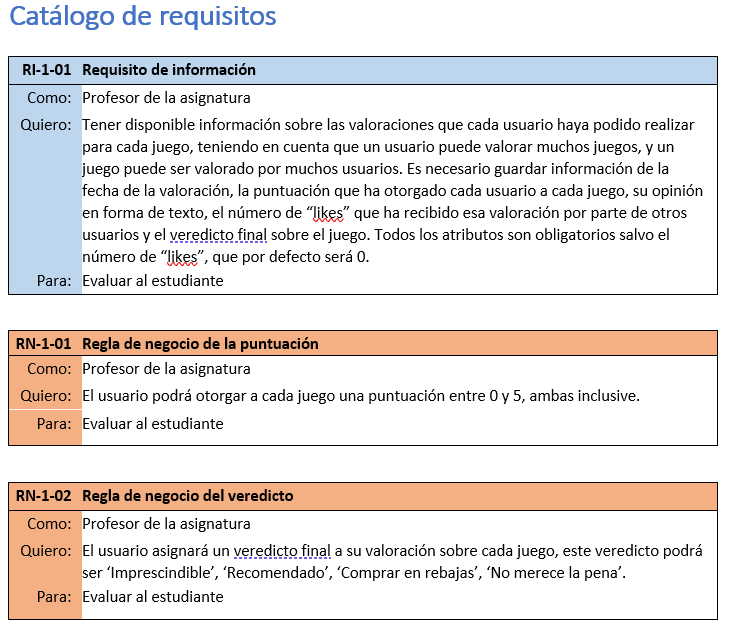 Catálogo de requisitos
RI-1-01 Requisito de información
Como: Profesor de la asignatura
Quiero: Tener disponible información sobre las valoraciones que cada usuario haya podido realizar
para cada juego, teniendo en cuenta que un usuario puede valorar muchos juegos, y un
juego puede ser valorado por muchos usuarios. Es necesario guardar información de la
fecha de la valoración, la puntuación que ha otorgado cada usuario a cada juego, su opinión
en forma de texto, el número de “likes” que ha recibido esa valoración por parte de otros
usuarios y el veredicto final sobre el juego. Todos los atributos son obligatorios salvo el
número de “likes”, que por defecto será 0.
Para: Evaluar al estudiante
RN-1-01 Regla de negocio de la puntuación
Como: Profesor de la asignatura
Quiero: El usuario podrá otorgar a cada juego una puntuación entre 0 y 5, ambas inclusive.
Para: Evaluar al estudiante
RN-1-02 Regla de negocio del veredicto
Como: Profesor de la asignatura
Quiero: El usuario asignará un veredicto final a su valoración sobre cada juego, este veredicto podrá
ser ‘Imprescindible’, ‘Recomendado’, ‘Comprar en rebajas’, ‘No merece la pena’.
Para: Evaluar al estudiante